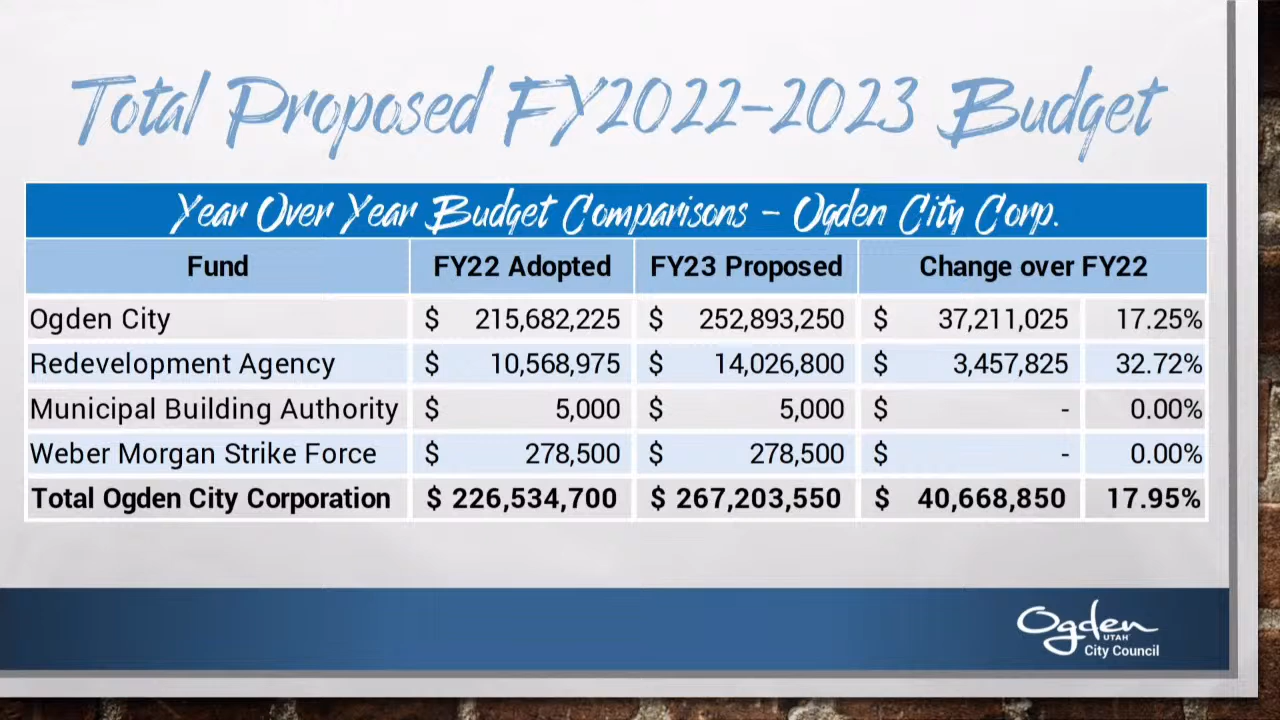 Total Proposed FY2022-2023 Budget
Year Over Year Budget Comparisons - Ogden City Corp.
Fund FY22 Adopted FY23 Proposed Change over FY22
Ogden City $ 215,682,225 $ 252,893,250 $ 37,211,025 17.25%
Redevelopment Agency $ 10,568,975 $ 14,026,800 $ 3,457,825 32.72%
Municipal Building Authority $ 5,000 $ 5,000 $ - 0.00%
Weber Morgan Strike Force $ 278,500 $ 278,500 $ - 0.00%
Total Ogden City Corporation $ 226,534,700 $ 267,203,550 $ 40,668,850 17.95%
Ogden
UTAH
City Council